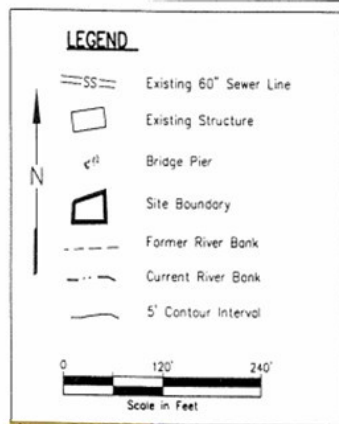 LEGEND
SS Existing 60" Sewer Line
Existing Structure
Bridge Pier
N
Site Boundary
Former River Bank
Current River Bank
5' Contour Interval
0 120' 240'
Scale in Feet